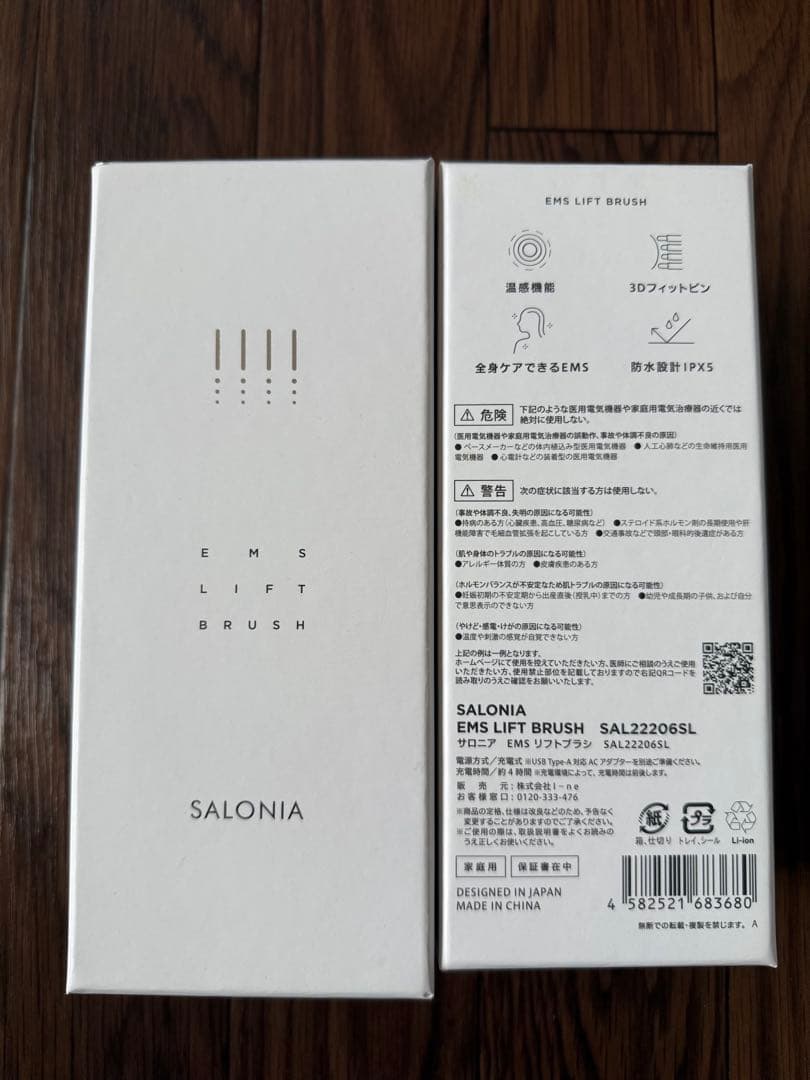 E M S
L I F T
B R U S H
SALONIA
EMS LIFT BRUSH
温感機能
3Dフィットピン
全身ケアできるEMS
防水設計IPX5
危険 下記のような医用電気機器や家庭用電気治療器の近くでは
絶対に使用しない。
(医用電気機器や家庭用電気治療器の誤動作、事故や体調不良の原因)
●ペースメーカーなどの体内植込み型医用電気機器 ●人工心肺などの生命維持用医用
電気機器 ●心電計などの装着型の医用電気機器
警告 次の症状に該当する方は使用しない。
(事故や体調不良、失明の原因になる可能性)
●持病のある方(心臓疾患、高血圧、糖尿病など) ●ステロイド系ホルモン剤の長期使用や肝
機能障害で毛細血管拡張を起こしている方 ●交通事故などで頭部・眼科的後遺症がある方
(肌や身体のトラブルの原因になる可能性)
●アレルギー体質の方 ●皮膚疾患のある方
(ホルモンバランスが不安定なため肌トラブルの原因になる可能性)
●妊娠初期の不安定期から出産直後(授乳中)までの方 ●幼児や成長期の子供、および自分
で意思表示のできない方
(やけど・感電・けがの原因になる可能性)
●温度や刺激の感覚が自覚できない方
上記の例は一例となります。
ホームページにて使用を控えていただきたい方、医師にご相談のうえご使用
いただきたい方、使用禁止部位を記載しておりますので右記QRコードを
読み取りのうえご確認をお願いいたします。
SALONIA
EMS LIFT BRUSH SAL22206SL
サロニア EMS リフトブラシ SAL22206SL
電源方式/充電式 ※USB Type-A 対応 AC アダプターを別途ご準備ください。
充電時間/約4時間 ※充電環境によって、充電時間は前後します。
販売元:株式会社I-ne
お客様窓口:0120-333-476
※商品の定格、仕様は改良などのため、予告なく
変更することがありますのでご了承ください。
※ご使用の際は、取扱説明書をよくお読みの
うえ正しくお使いください。
紙
箱、仕切り
プラ
トレイ、シール
Li-ion
家庭用 保証書在中
DESIGNED IN JAPAN
MADE IN CHINA
4 582521 683680
無断での転載・複製を禁じます。 A